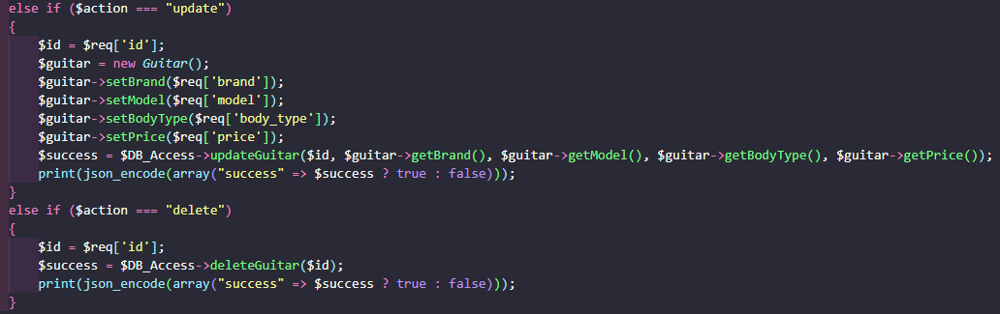 else if ($action === "update")
{
    $id = $req['id'];
    $guitar = new Guitar();
    $guitar->setBrand($req['brand']);
    $guitar->setModel($req['model']);
    $guitar->setBodyType($req['body_type']);
    $guitar->setPrice($req['price']);
    $success = $DB_Access->updateGuitar($id, $guitar->getBrand(), $guitar->getModel(), $guitar->getBodyType(), $guitar->getPrice());
    print(json_encode(array("success" => $success ? true : false)));
}
else if ($action === "delete")
{
    $id = $req['id'];
    $success = $DB_Access->deleteGuitar($id);
    print(json_encode(array("success" => $success ? true : false)));
}